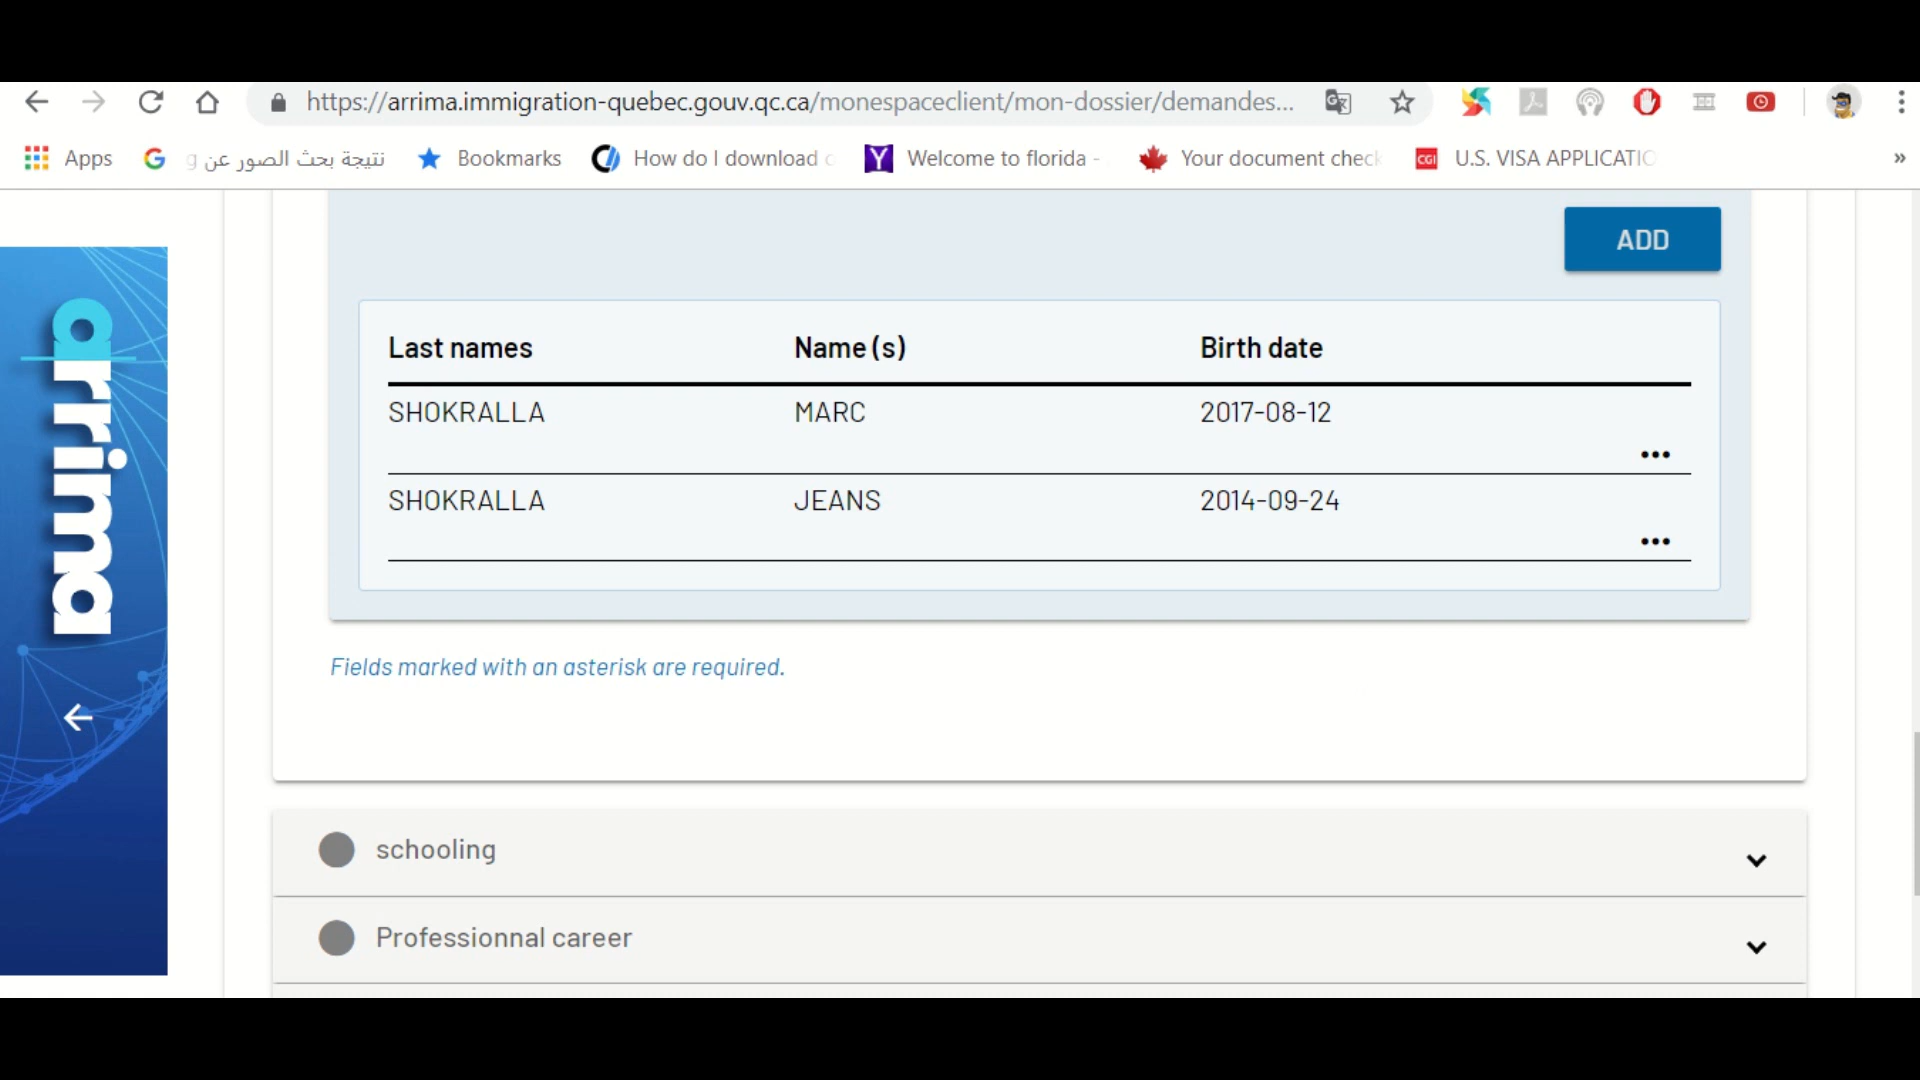 https://arrima.immigration-quebec.gouv.qc.ca/monespaceclient/mon-dossier/demandes...
Apps
نتيجة بحث الصور عن g
Bookmarks
How do I download
Welcome to florida -
Your document check
CGI
U.S. VISA APPLICATIO
»
ADD
Last names Name (s) Birth date
SHOKRALLA MARC 2017-08-12
SHOKRALLA JEANS 2014-09-24
Fields marked with an asterisk are required.
arrima
schooling
Professionnal career